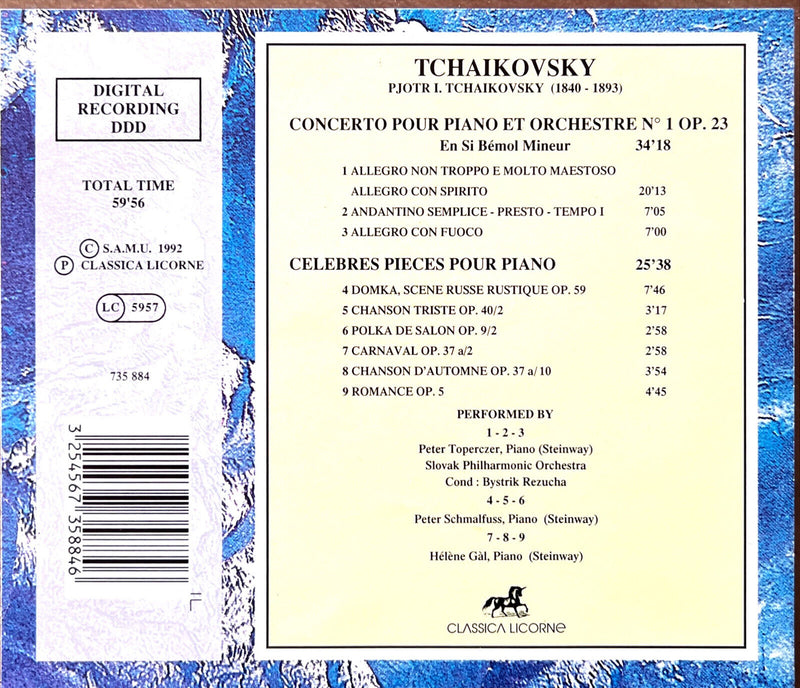 DIGITAL
RECORDING
DDD
TOTAL TIME
59'56
C S.A.M.U. 1992
P CLASSICA LICORNE
LC 5957
735 884
3 254567 358846
TCHAIKOVSKY
PJOTR I. TCHAIKOVSKY (1840 - 1893)
CONCERTO POUR PIANO ET ORCHESTRE N° 1 OP. 23
En Si Bémol Mineur 34'18
1 ALLEGRO NON TROPPO E MOLTO MAESTOSO
ALLEGRO CON SPIRITO 20'13
2 ANDANTINO SEMPLICE - PRESTO - TEMPO I 7'05
3 ALLEGRO CON FUOCO 7'00
CELEBRES PIECES POUR PIANO 25'38
4 DOMKA, SCENE RUSSE RUSTIQUE OP. 59 7'46
5 CHANSON TRISTE OP. 40/2 3'17
6 POLKA DE SALON OP. 9/2 2'58
7 CARNAVAL OP. 37 a/2 2'58
8 CHANSON D'AUTOMNE OP. 37 a/ 10 3'54
9 ROMANCE OP. 5 4'45
PERFORMED BY
1 - 2 - 3
Peter Toperczer, Piano (Steinway)
Slovak Philharmonic Orchestra
Cond : Bystrik Rezucha
4 - 5 - 6
Peter Schmalfuss, Piano (Steinway)
7 - 8 - 9
Hélène Gàl, Piano (Steinway)
CLASSICA LICORNE